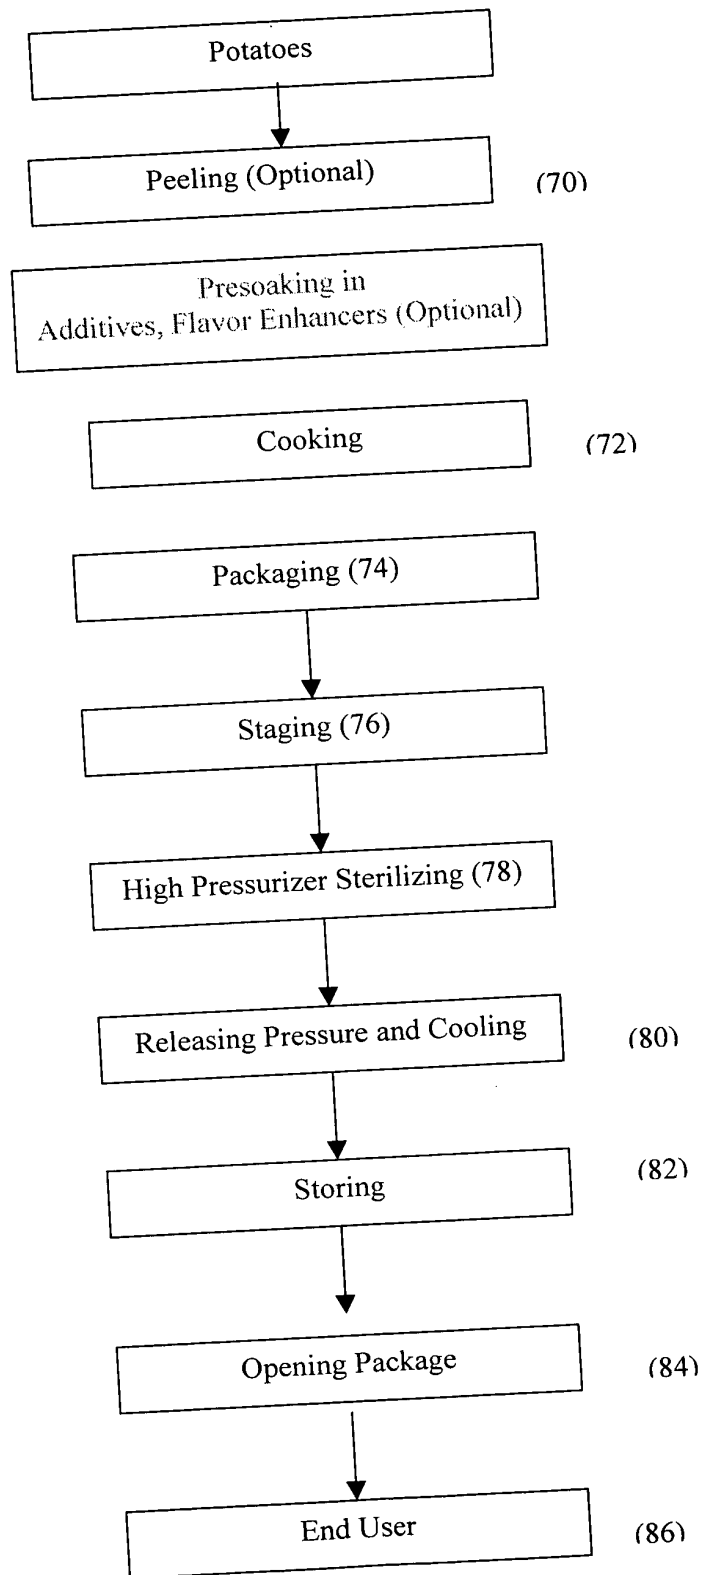 Potatoes
Peeling (Optional)
(70)
Presoaking in
Additives, Flavor Enhancers (Optional)
Cooking
(72)
Packaging (74)
Staging (76)
High Pressurizer Sterilizing (78)
Releasing Pressure and Cooling
(80)
Storing
(82)
Opening Package
(84)
End User
(86)